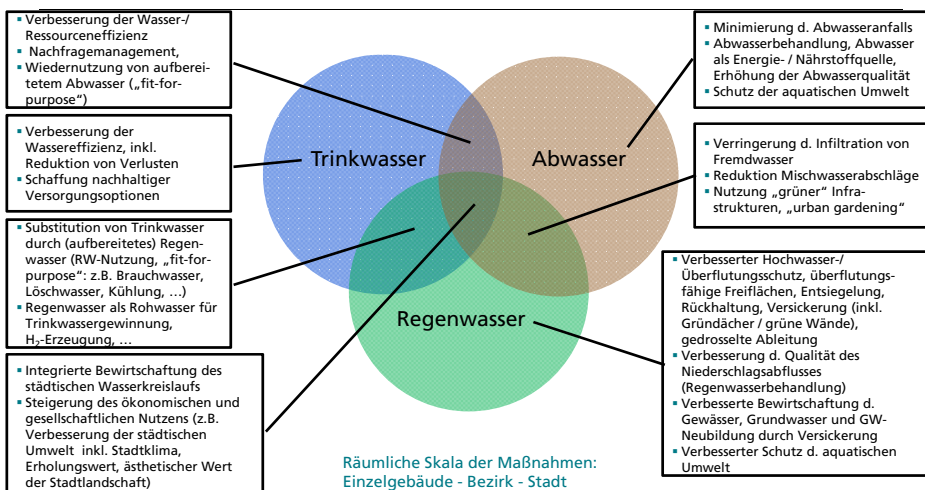 ▪ Verbesserung der Wasser-/
Ressourceneffizienz
▪ Nachfragemanagement,
▪ Wiedernutzung von aufberei-
tetem Abwasser („fit-for-
purpose“)
▪ Verbesserung der
Wassereffizienz, inkl.
Reduktion von Verlusten
▪ Schaffung nachhaltiger
Versorgungsoptionen
▪ Substitution von Trinkwasser
durch (aufbereitetes) Regen-
wasser (RW-Nutzung, „fit-for-
purpose“: z.B. Brauchwasser,
Löschwasser, Kühlung, …)
▪ Regenwasser als Rohwasser für
Trinkwassergewinnung,
H₂-Erzeugung, …
▪ Integrierte Bewirtschaftung des
städtischen Wasserkreislaufs
▪ Steigerung des ökonomischen und
gesellschaftlichen Nutzens (z.B.
Verbesserung der städtischen
Umwelt inkl. Stadtklima,
Erholungswert, ästhetischer Wert
der Stadtlandschaft)
Trinkwasser
Abwasser
Regenwasser
Räumliche Skala der Maßnahmen:
Einzelgebäude - Bezirk - Stadt
▪ Minimierung d. Abwasseranfalls
▪ Abwasserbehandlung, Abwasser
als Energie- / Nährstoffquelle,
Erhöhung der Abwasserqualität
▪ Schutz der aquatischen Umwelt
▪ Verringerung d. Infiltration von
Fremdwasser
▪ Reduktion Mischwasserabschläge
▪ Nutzung „grüner“ Infra-
strukturen, „urban gardening“
▪ Verbesserter Hochwasser-/
Überflutungsschutz, überflutungs-
fähige Freiflächen, Entsiegelung,
Rückhaltung, Versickerung (inkl.
Gründächer / grüne Wände),
gedrosselte Ableitung
▪ Verbesserung d. Qualität des
Niederschlagsabflusses
(Regenwasserbehandlung)
▪ Verbesserte Bewirtschaftung d.
Gewässer, Grundwasser und GW-
Neubildung durch Versickerung
▪ Verbesserter Schutz d. aquatischen
Umwelt